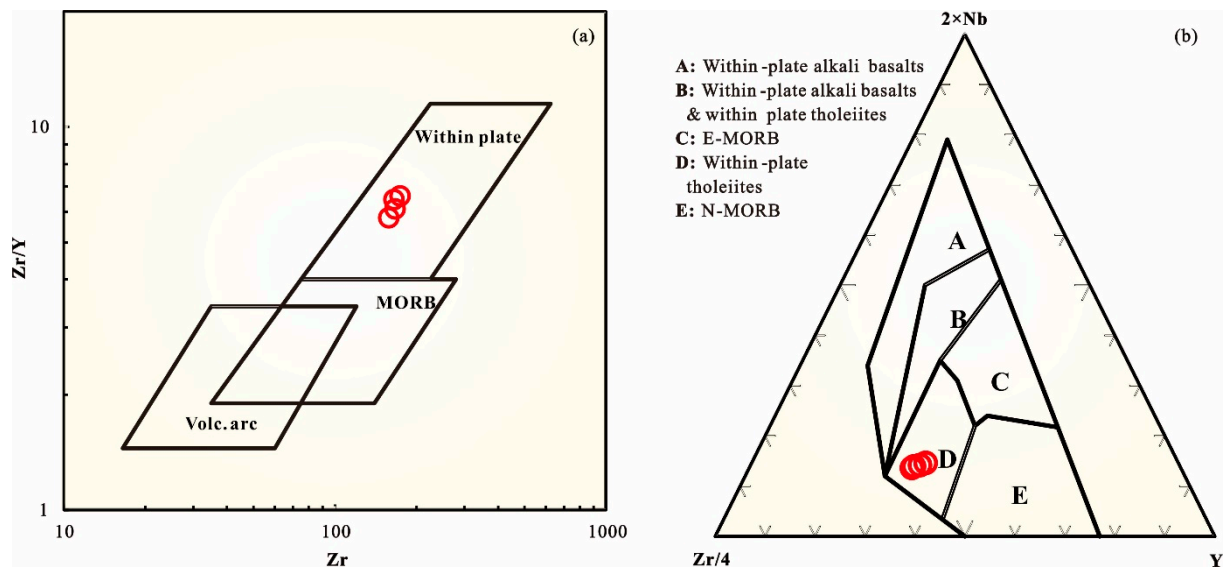 (a)
10
1
Zr/Y
Within plate
MORB
Volc. arc
10
100
1000
Zr
2×Nb
(b)
A: Within-plate alkali basalts
B: Within-plate alkali basalts
& within plate tholeiites
C: E-MORB
D: Within-plate
tholeiites
E: N-MORB
A
B
C
D
E
Zr/4
Y